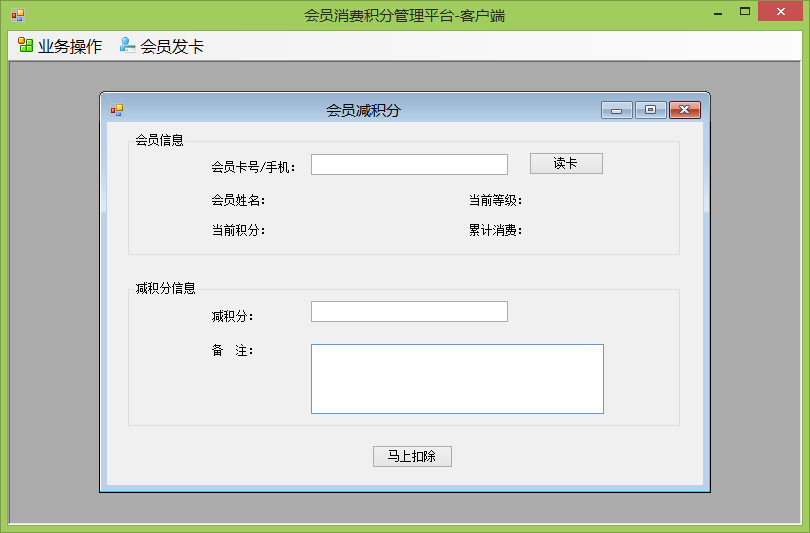 会员消费积分管理平台-客户端
业务操作 会员发卡
会员减积分
会员信息
会员卡号/手机: 读卡
会员姓名: 当前等级:
当前积分: 累计消费:
减积分信息
减积分:
备 注:
马上扣除